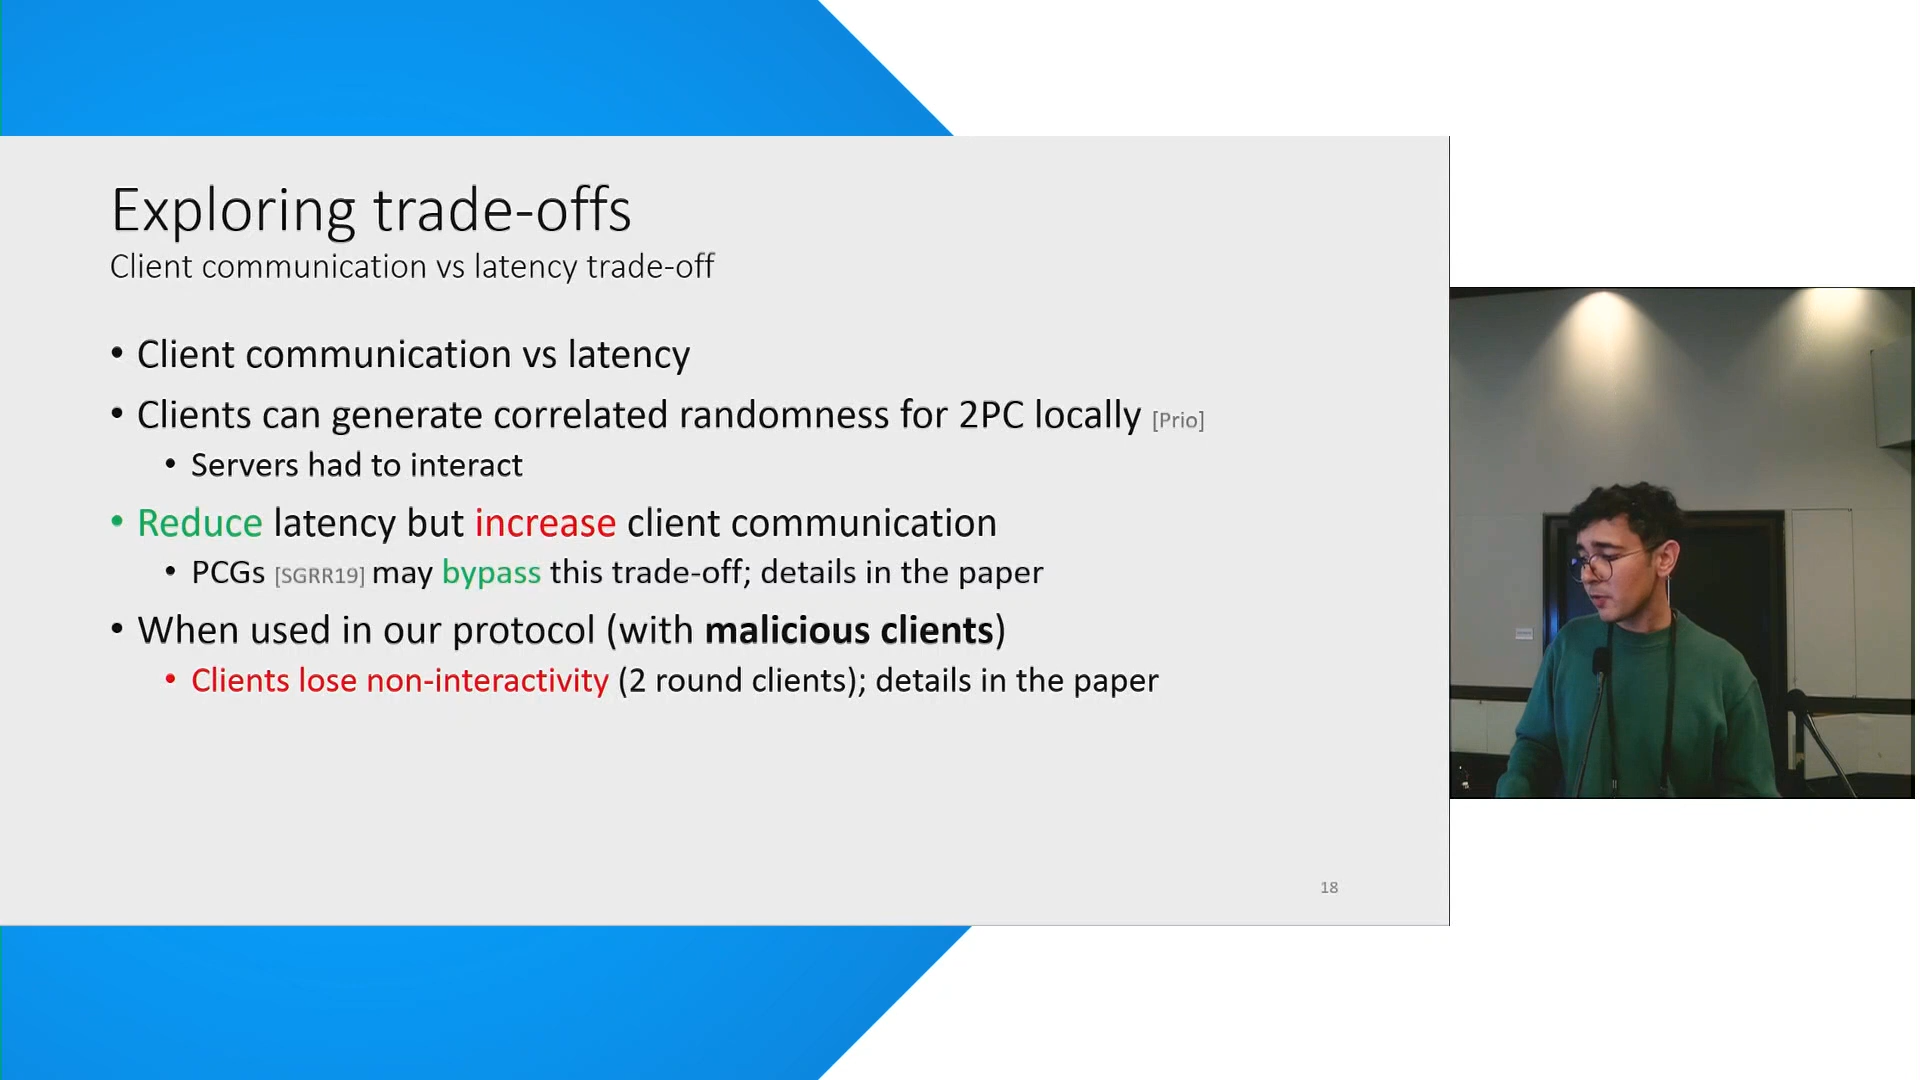 Exploring trade-offs
Client communication vs latency trade-off
• Client communication vs latency
• Clients can generate correlated randomness for 2PC locally [Prio]
• Servers had to interact
• Reduce latency but increase client communication
• PCGs [SGRR19] may bypass this trade-off; details in the paper
• When used in our protocol (with malicious clients)
• Clients lose non-interactivity (2 round clients); details in the paper
18